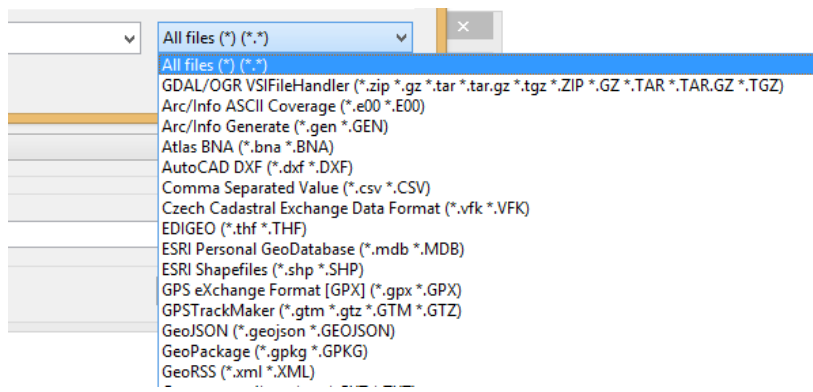 All files (*) (*.*)
All files (*) (*.*)
GDAL/OGR VSIFileHandler (*.zip *.gz *.tar *.tar.gz *.tgz *.ZIP *.GZ *.TAR *.TAR.GZ *.TGZ)
Arc/Info ASCII Coverage (*.e00 *.E00)
Arc/Info Generate (*.gen *.GEN)
Atlas BNA (*.bna *.BNA)
AutoCAD DXF (*.dxf *.DXF)
Comma Separated Value (*.csv *.CSV)
Czech Cadastral Exchange Data Format (*.vfk *.VFK)
EDIGEO (*.thf *.THF)
ESRI Personal GeoDatabase (*.mdb *.MDB)
ESRI Shapefiles (*.shp *.SHP)
GPS eXchange Format [GPX] (*.gpx *.GPX)
GPSTrackMaker (*.gtm *.gtz *.GTM *.GTZ)
GeoJSON (*.geojson *.GEOJSON)
GeoPackage (*.gpkg *.GPKG)
GeoRSS (*.xml *.XML)